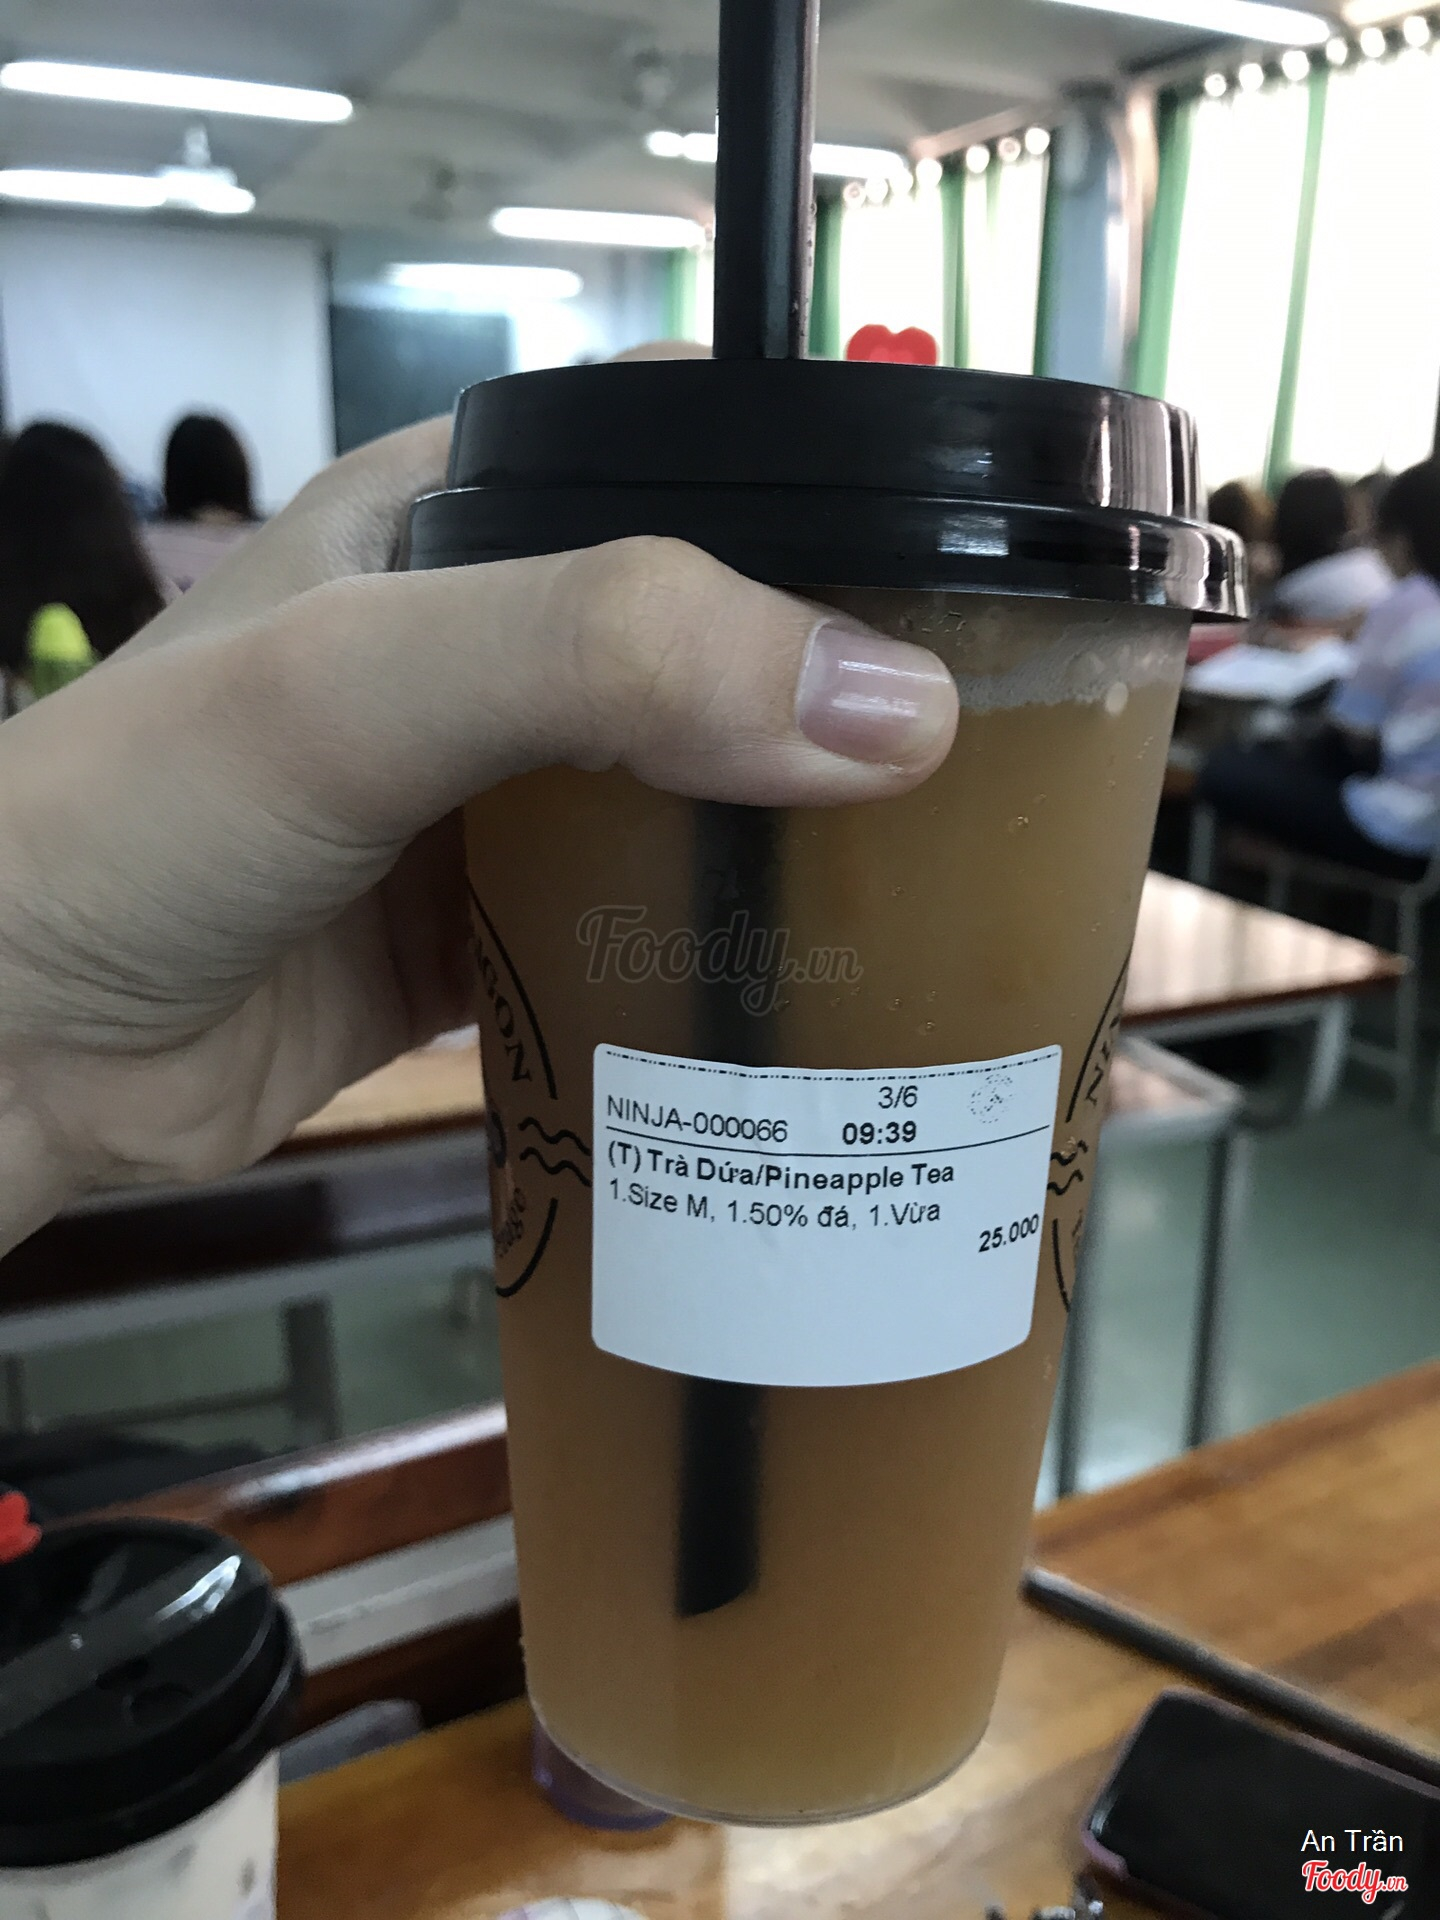 Foody.vn
3/6
NINJA-000066 09:39
(T) Trà Dứa/Pineapple Tea
1.Size M, 1.50% đá, 1.Vừa
25.000
An Trần
Foody.vn